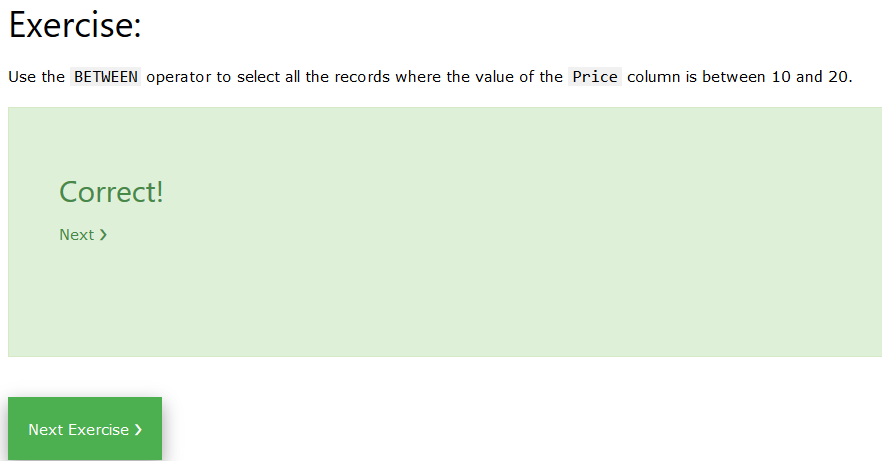 Exercise:
Use the BETWEEN operator to select all the records where the value of the Price column is between 10 and 20.
Correct!
Next ❯
Next Exercise ❯